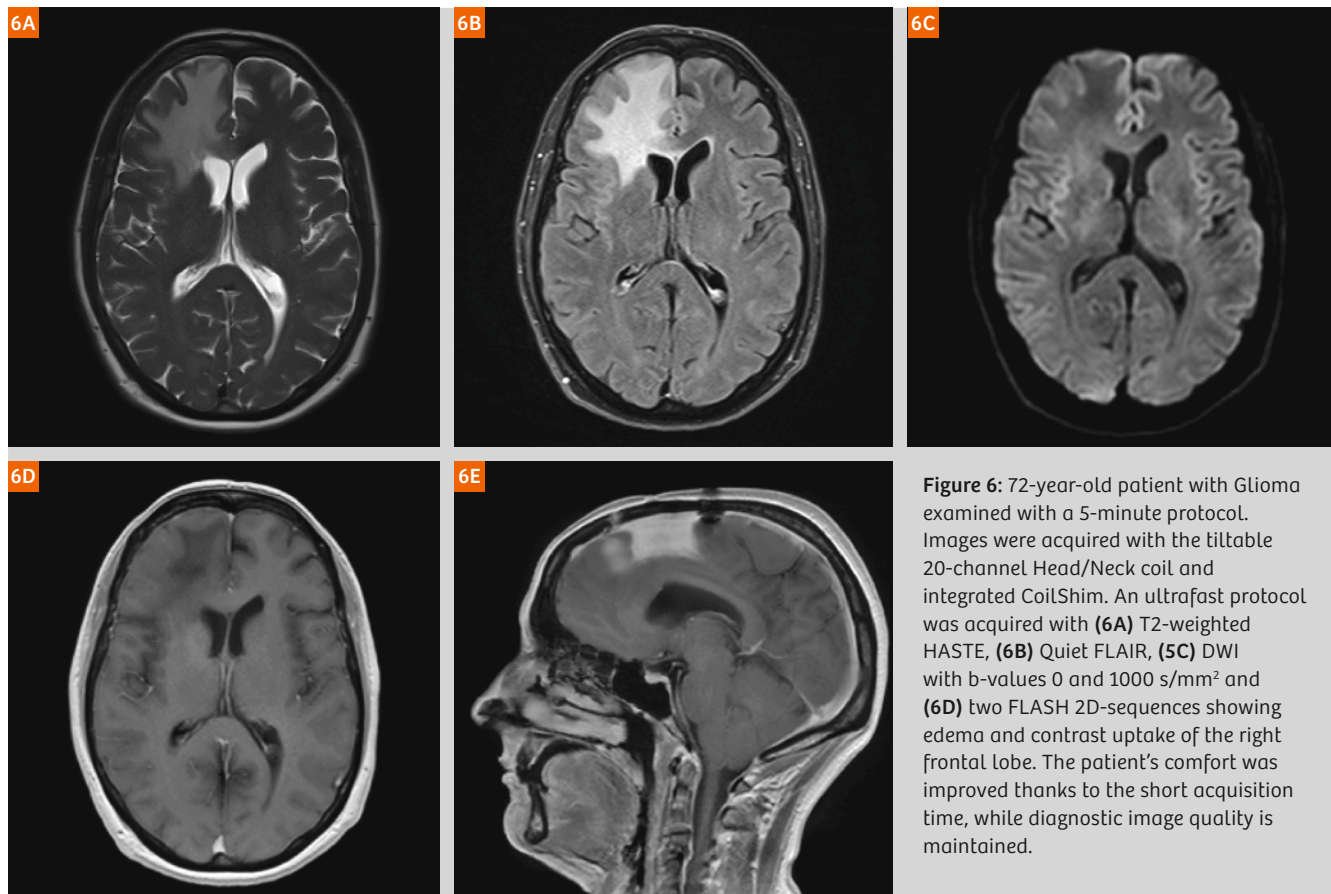 6A
6B
6C
6D
6E
Figure 6: 72-year-old patient with Glioma
examined with a 5-minute protocol.
Images were acquired with the tiltable
20-channel Head/Neck coil and
integrated CoilShim. An ultrafast protocol
was acquired with (6A) T2-weighted
HASTE, (6B) Quiet FLAIR, (5C) DWI
with b-values 0 and 1000 s/mm² and
(6D) two FLASH 2D-sequences showing
edema and contrast uptake of the right
frontal lobe. The patient’s comfort was
improved thanks to the short acquisition
time, while diagnostic image quality is
maintained.